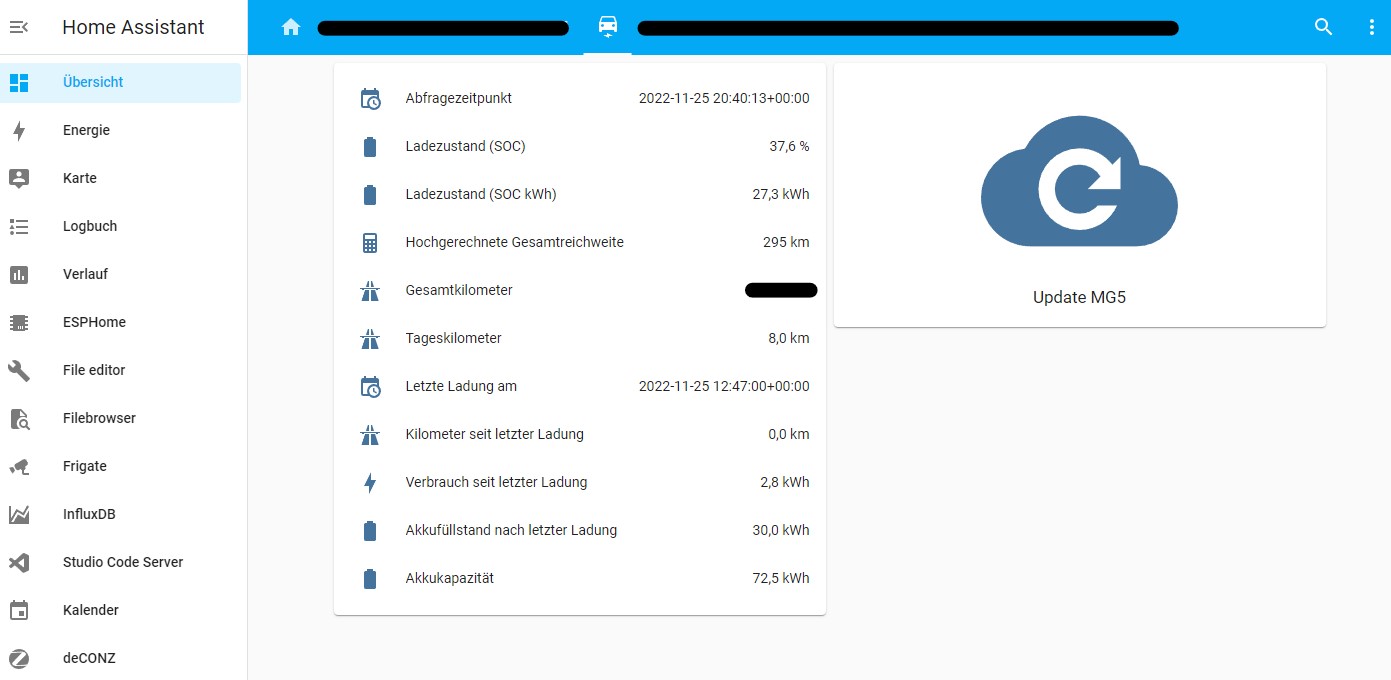 Home Assistant
Übersicht
Energie
Karte
Logbuch
Verlauf
ESPHome
File editor
Filebrowser
Frigate
InfluxDB
Studio Code Server
Kalender
deCONZ
Abfragezeitpunkt 2022-11-25 20:40:13+00:00
Ladezustand (SOC) 37,6 %
Ladezustand (SOC kWh) 27,3 kWh
Hochgerechnete Gesamtreichweite 295 km
Gesamtkilometer
Tageskilometer 8,0 km
Letzte Ladung am 2022-11-25 12:47:00+00:00
Kilometer seit letzter Ladung 0,0 km
Verbrauch seit letzter Ladung 2,8 kWh
Akkufüllstand nach letzter Ladung 30,0 kWh
Akkukapazität 72,5 kWh
Update MG5